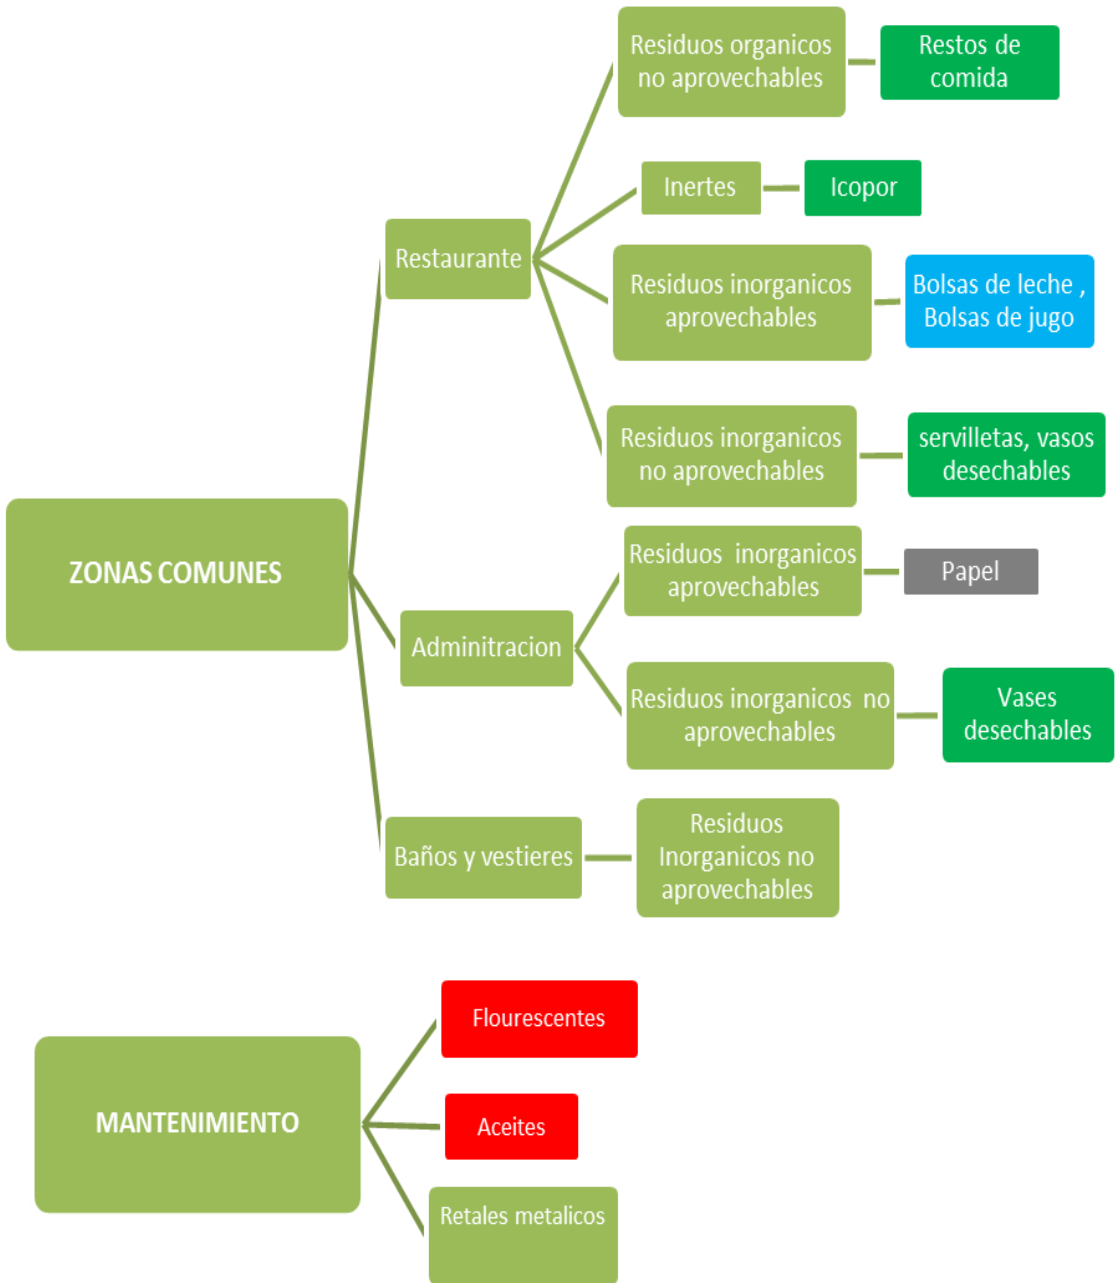 Residuos organicos
no aprovechables
Restos de
comida
Inertes
Icopor
Restaurante
Residuos inorganicos
aprovechables
Bolsas de leche ,
Bolsas de jugo
Residuos inorganicos
no aprovechables
servilletas, vasos
desechables
ZONAS COMUNES
Residuos inorganicos
aprovechables
Papel
Adminitracion
Residuos inorganicos no
aprovechables
Vases
desechables
Baños y vestieres
Residuos
Inorganicos no
aprovechables
Flourescentes
MANTENIMIENTO
Aceites
Retales metalicos